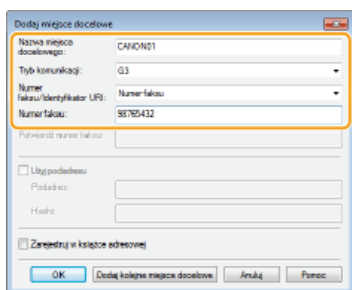 Dodaj miejsce docelowe
Nazwa miejsca
docelowego:
CANON01
Tryb komunikacji:
G3
Numer
faksu/Identyfikator URI:
Numer faksu
Numer faksu:
98765432
Potwierdź numer faksu:
Użyj podadresu
Podadres:
Hasło:
Zarejestruj w książce adresowej
OK
Dodaj kolejne miejsce docelowe
Anuluj
Pomoc